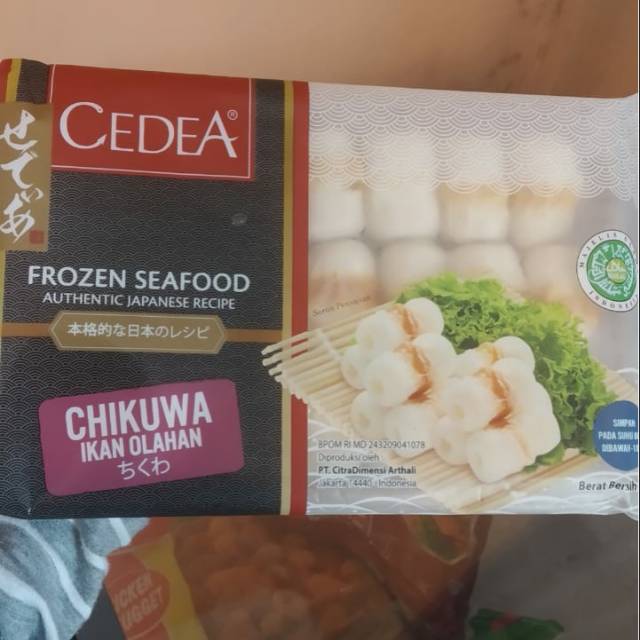 CEDEA®
せでぃあ
FROZEN SEAFOOD
AUTHENTIC JAPANESE RECIPE
本格的な日本のレシピ
CHIKUWA
IKAN OLAHAN
ちくわ
BPOM RI MD 243209041078
Diproduksi oleh
PT. CitraDimensi Arthali
Jakarta 14440 - Indonesia
SIMPAN
PADA SUHU
DIBAWAH -18
Berat Bersih
NUGGET